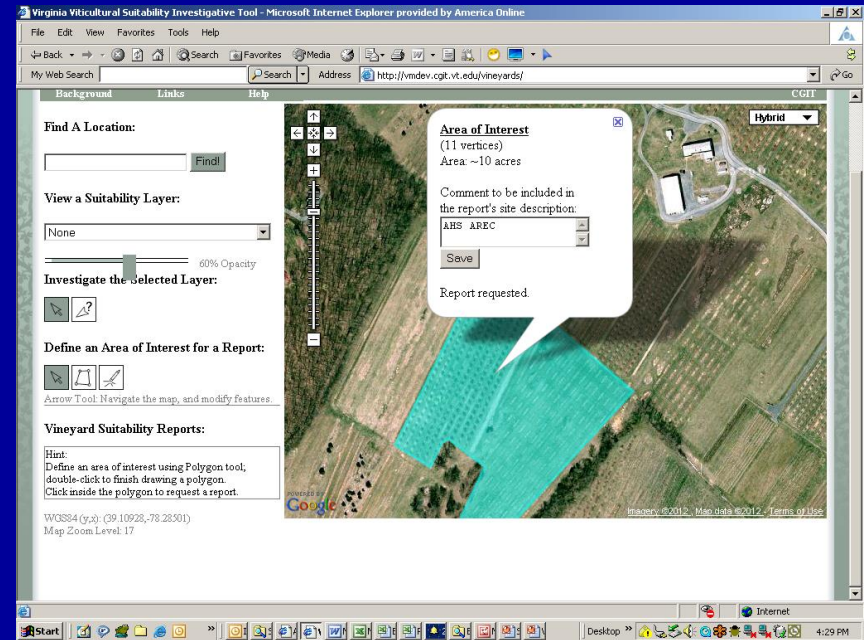 Virginia Viticultural Suitability Investigative Tool - Microsoft Internet Explorer provided by America Online
File Edit View Favorites Tools Help
Back Search Favorites Media
My Web Search Search Address http://vmdev.cgit.vt.edu/vineyards/ Go
Background Links Help CGIT
Find A Location:
Find!
View a Suitability Layer:
None
60% Opacity
Investigate the Selected Layer:
Define an Area of Interest for a Report:
Arrow Tool: Navigate the map, and modify features.
Vineyard Suitability Reports:
Hint:
Define an area of interest using Polygon tool;
double-click to finish drawing a polygon.
Click inside the polygon to request a report.
WGS84 (y,x): (39.10928,-78.28501)
Map Zoom Level: 17
Hybrid
Area of Interest
(11 vertices)
Area: ~10 acres
Comment to be included in
the report's site description:
AHS AREC
Save
Report requested.
POWERED BY
Google
Imagery ©2012 , Map data ©2012 - Terms of Use
Internet
Start Desktop » 4:29 PM